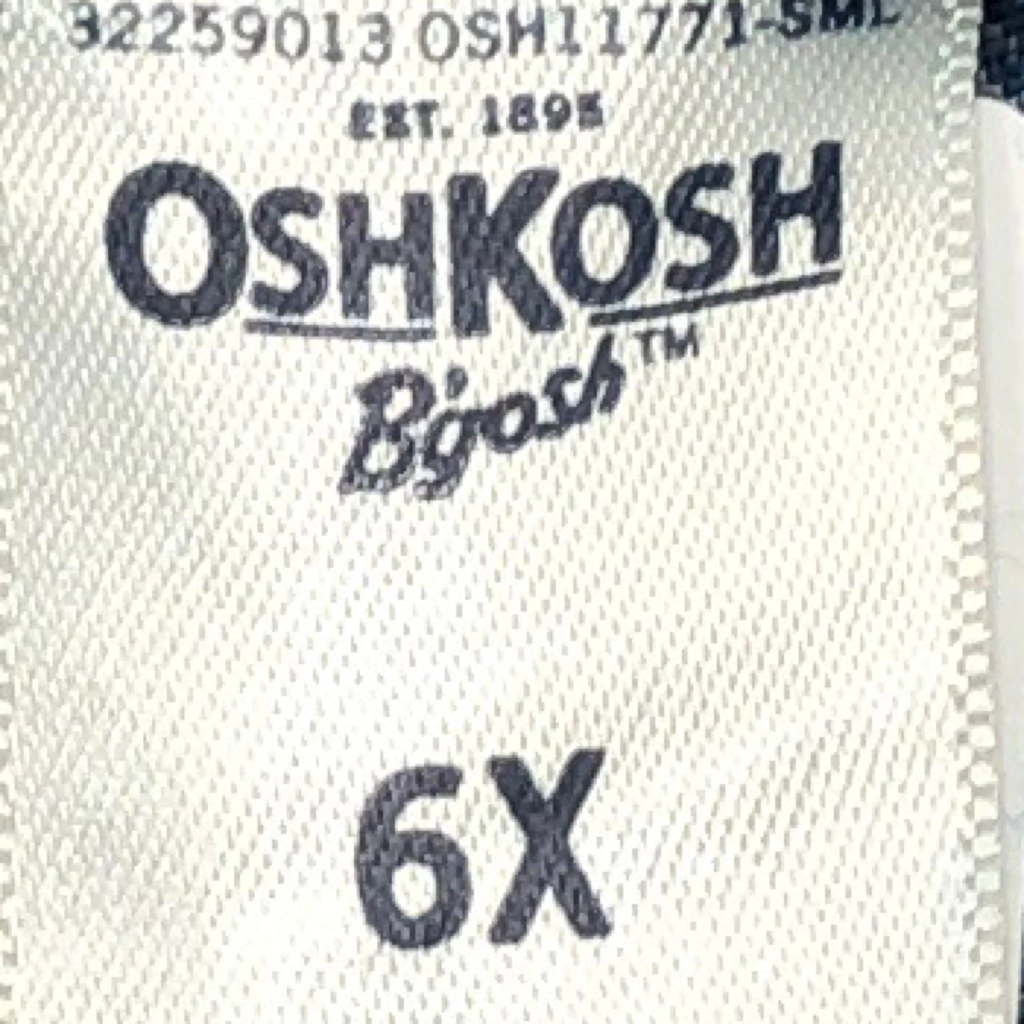 32259013 OSH11771-SML
EST. 1895
OSHKOSH
B'gosh™
6X